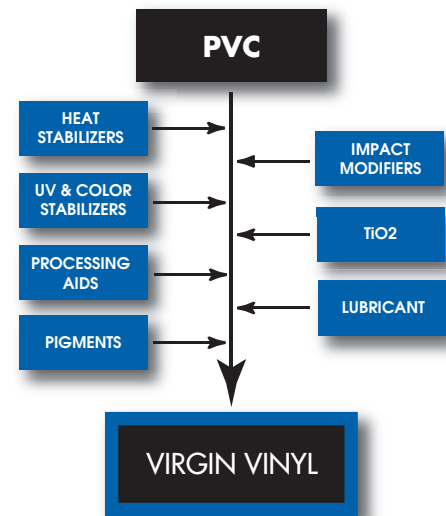 PVC
HEAT
STABILIZERS
IMPACT
MODIFIERS
UV & COLOR
STABILIZERS
TiO2
PROCESSING
AIDS
LUBRICANT
PIGMENTS
VIRGIN VINYL